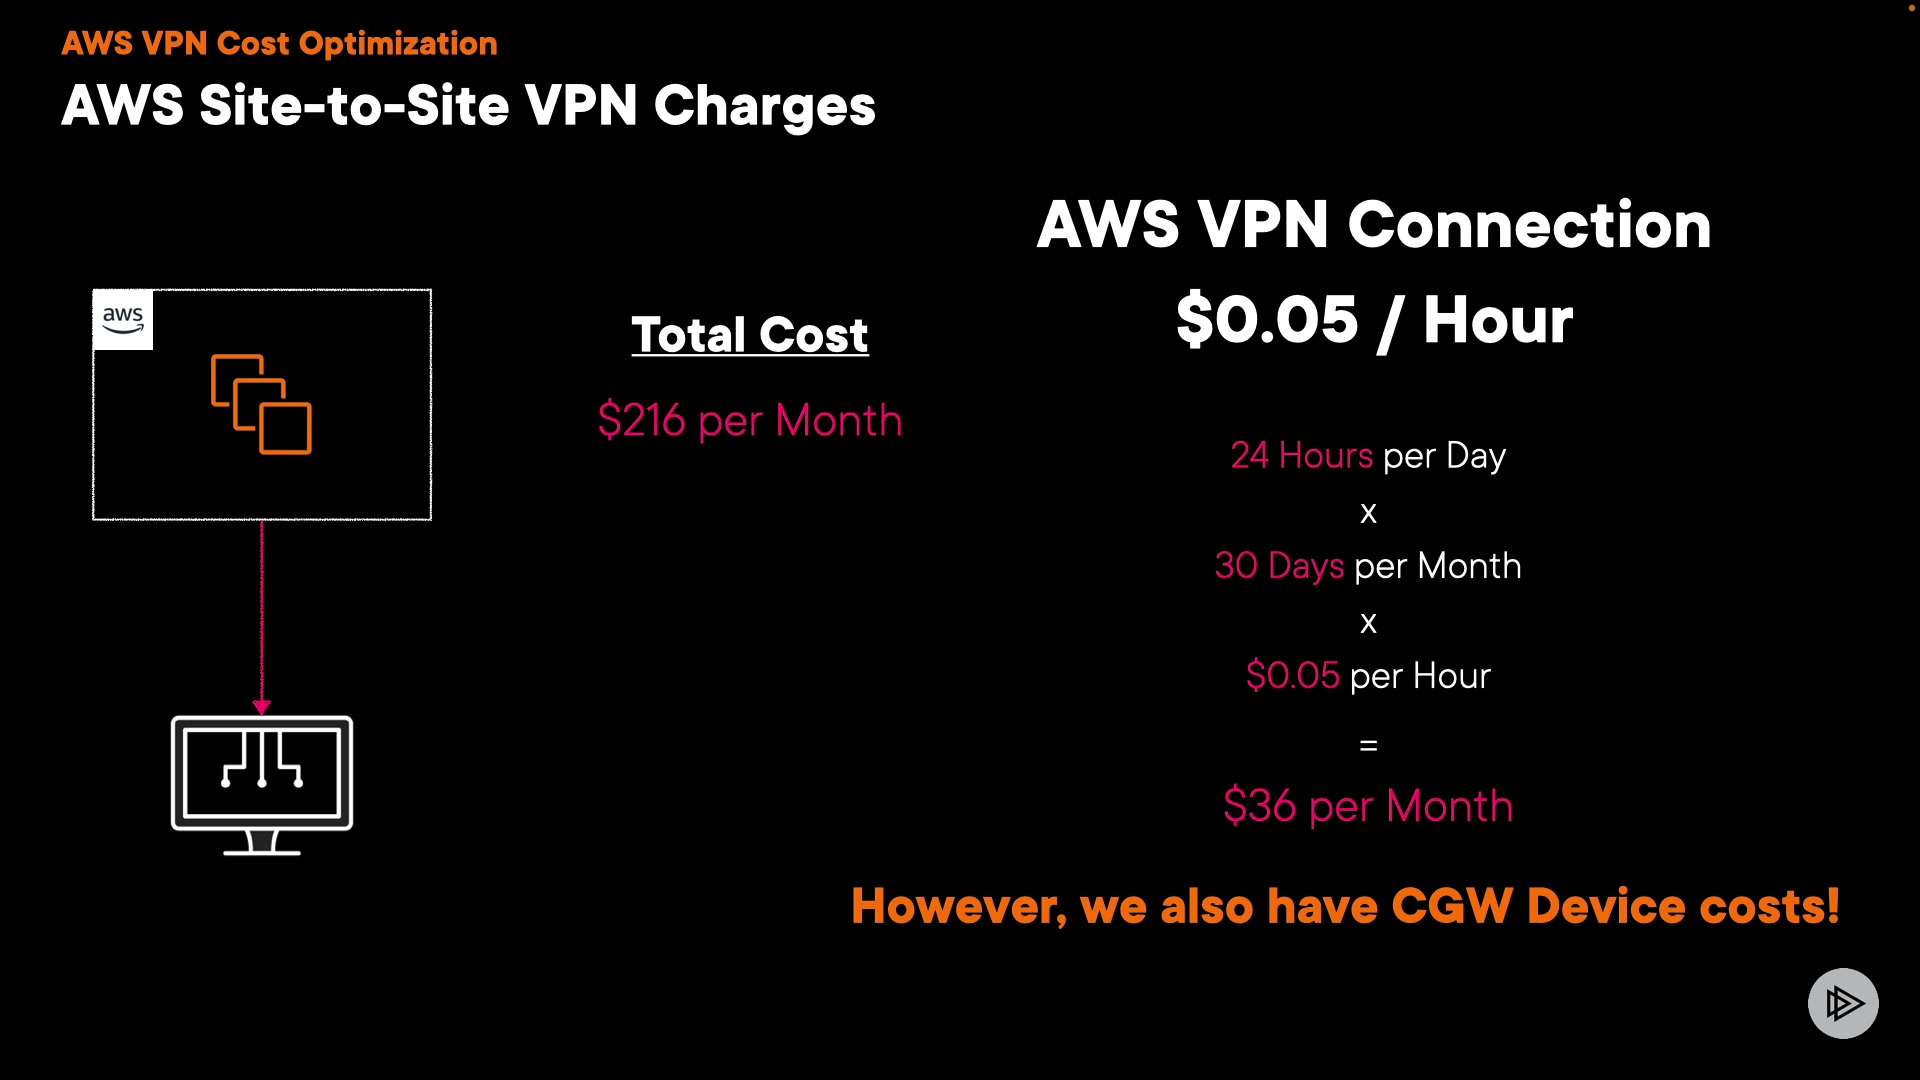 AWS VPN Cost Optimization
AWS Site-to-Site VPN Charges
aws
Total Cost
$216 per Month
AWS VPN Connection
$0.05 / Hour
24 Hours per Day
x
30 Days per Month
x
$0.05 per Hour
=
$36 per Month
However, we also have CGW Device costs!